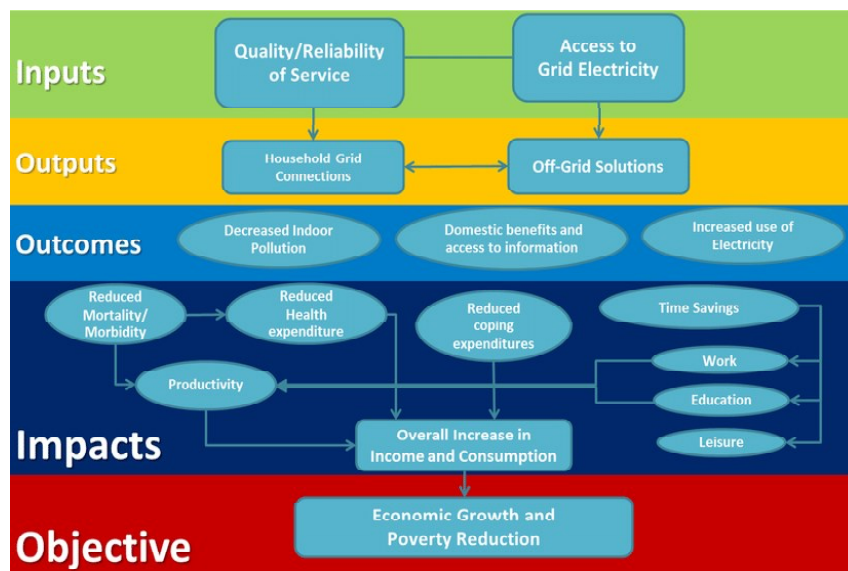 Inputs
Quality/Reliability
of Service
Access to
Grid Electricity
Outputs
Household Grid
Connections
Off-Grid Solutions
Outcomes
Decreased Indoor
Pollution
Domestic benefits and
access to information
Increased use of
Electricity
Impacts
Reduced
Mortality/
Morbidity
Reduced
Health
expenditure
Reduced
coping
expenditures
Time Savings
Work
Productivity
Education
Leisure
Overall Increase in
Income and Consumption
Objective
Economic Growth and
Poverty Reduction